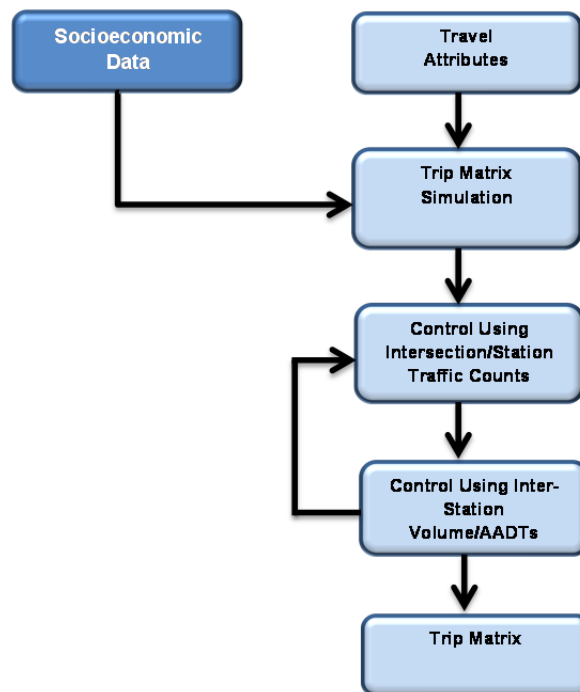 Socioeconomic
Data
Travel
Attributes
Trip Matrix
Simulation
Control Using
Intersection/Station
Traffic Counts
Control Using Inter-
Station
Volume/AADTs
Trip Matrix